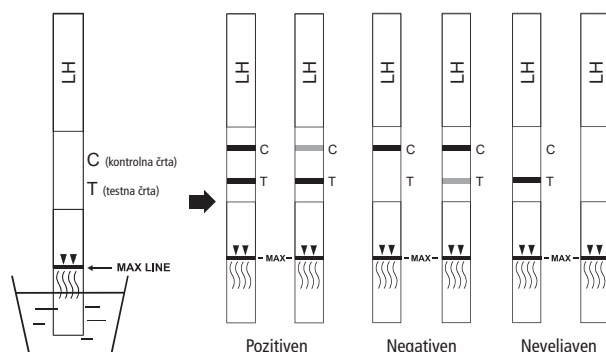 LH
C (kontrolna črta)
T (testna črta)
MAX LINE
LH
C
T
MAX
LH
LH
C
T
MAX
LH
LH
C
T
MAX
LH
Pozitiven
Negativen
Neveljaven